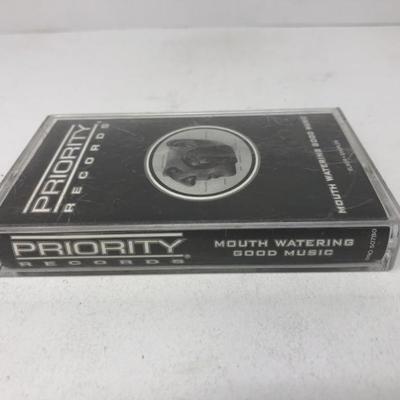 PRIORITY®
RECORDS
MOUTH WATERING GOOD MUSIC
PRIORITY®
RECORDS
MOUTH WATERING
GOOD MUSIC